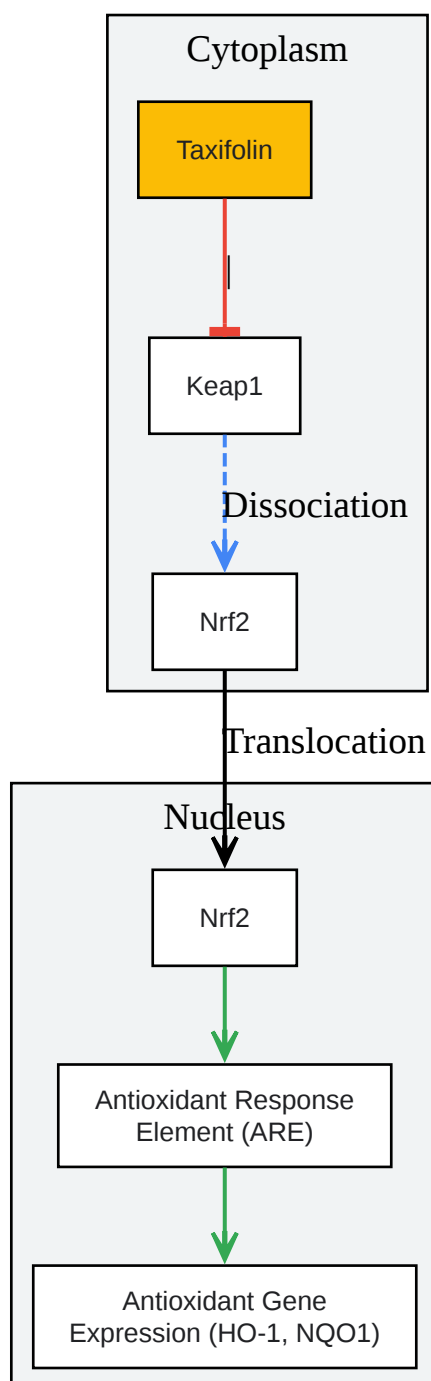 Cytoplasm
Taxifolin
|
Keap1
Dissociation
Nrf2
Translocation
Nucleus
Nrf2
Antioxidant Response
Element (ARE)
Antioxidant Gene
Expression (HO-1, NQO1)